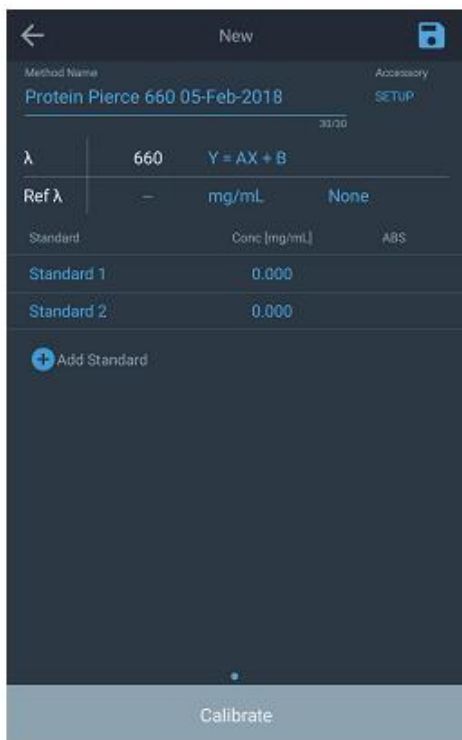 New
Method Name
Accessory
Protein Pierce 660 05-Feb-2018
SETUP
30/30
λ 660 Y = AX + B
Ref λ – mg/mL None
Standard Conc [mg/mL] ABS
Standard 1 0.000
Standard 2 0.000
Add Standard
Calibrate